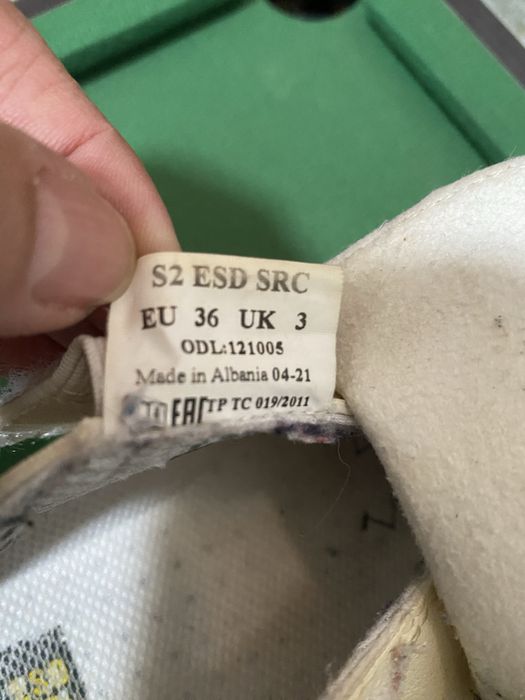 S2 ESD SRC
EU 36 UK 3
ODL:121005
Made in Albania 04-21
EAC TP TC 019/2011
ESD